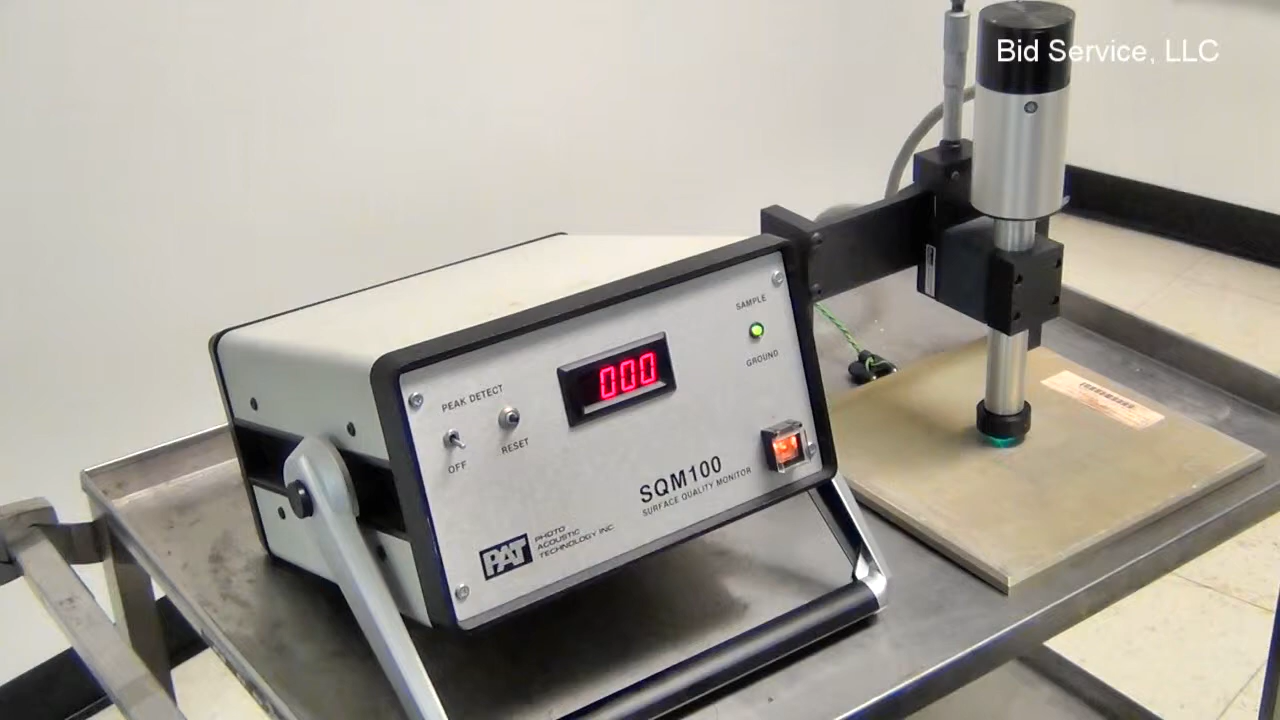 Bid Service, LLC
SAMPLE
GROUND
000
PEAK DETECT
OFF
RESET
SQM100
SURFACE QUALITY MONITOR
PAT
PHOTO
ACOUSTIC
TECHNOLOGY INC.